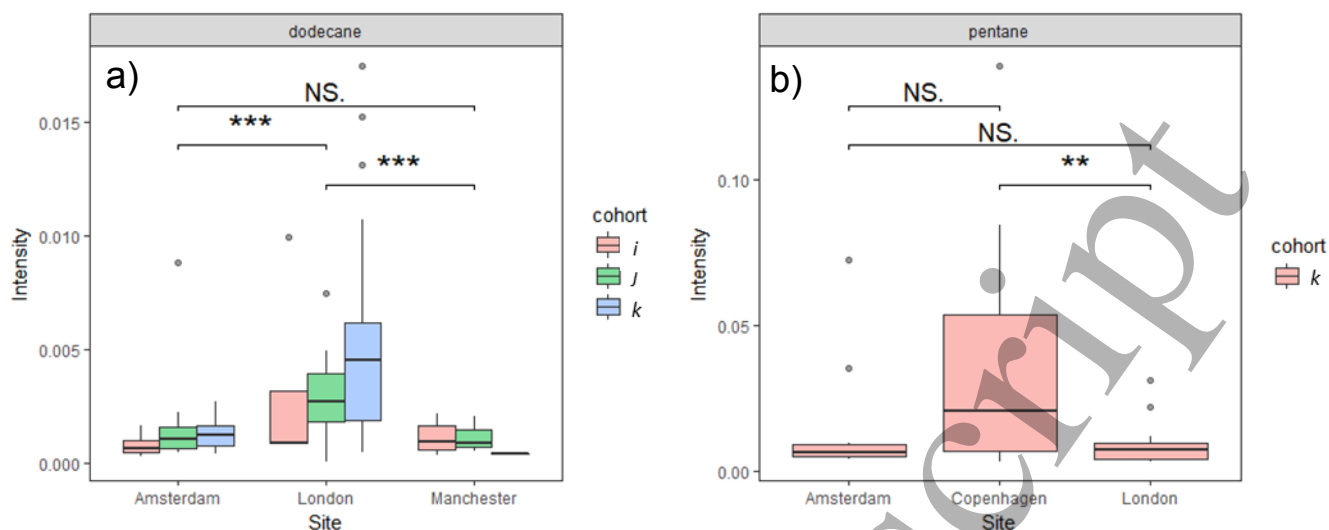 dodecane
a)
NS.
***
***
0.015
0.010
0.005
0.000
Intensity
Amsterdam
London
Manchester
Site
cohort
i
J
k
pentane
b)
NS.
NS.
**
0.10
0.05
0.00
Intensity
Amsterdam
Copenhagen
London
Site
cohort
k
cript